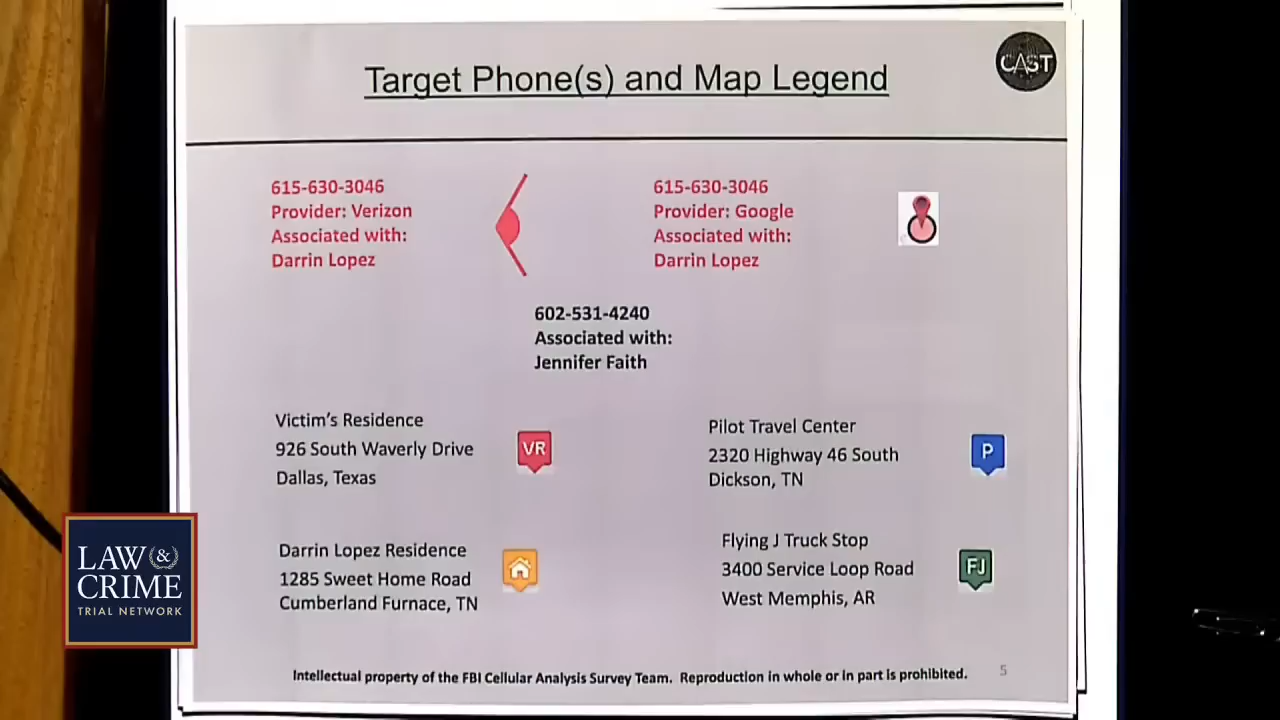 CAST
Target Phone(s) and Map Legend
615-630-3046
Provider: Verizon
Associated with:
Darrin Lopez
615-630-3046
Provider: Google
Associated with:
Darrin Lopez
602-531-4240
Associated with:
Jennifer Faith
Victim's Residence
926 South Waverly Drive
Dallas, Texas
VR
Pilot Travel Center
2320 Highway 46 South
Dickson, TN
P
Darrin Lopez Residence
1285 Sweet Home Road
Cumberland Furnace, TN
Flying J Truck Stop
3400 Service Loop Road
West Memphis, AR
FJ
Intellectual property of the FBI Cellular Analysis Survey Team. Reproduction in whole or in part is prohibited.
5
LAW &
CRIME
TRIAL NETWORK